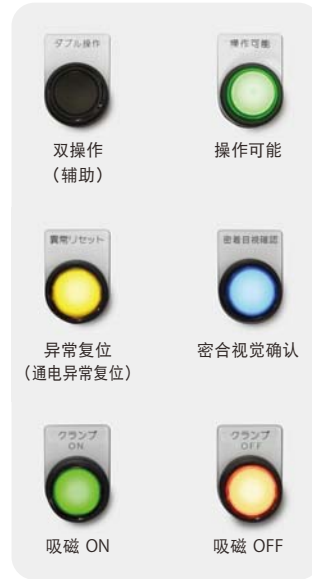 ダブル操作
操作可能
双操作
（辅助）
操作可能
異常リセット
密着目視確認
异常复位
（通电异常复位）
密合视觉确认
クランプ
ON
クランプ
OFF
吸磁 ON
吸磁 OFF